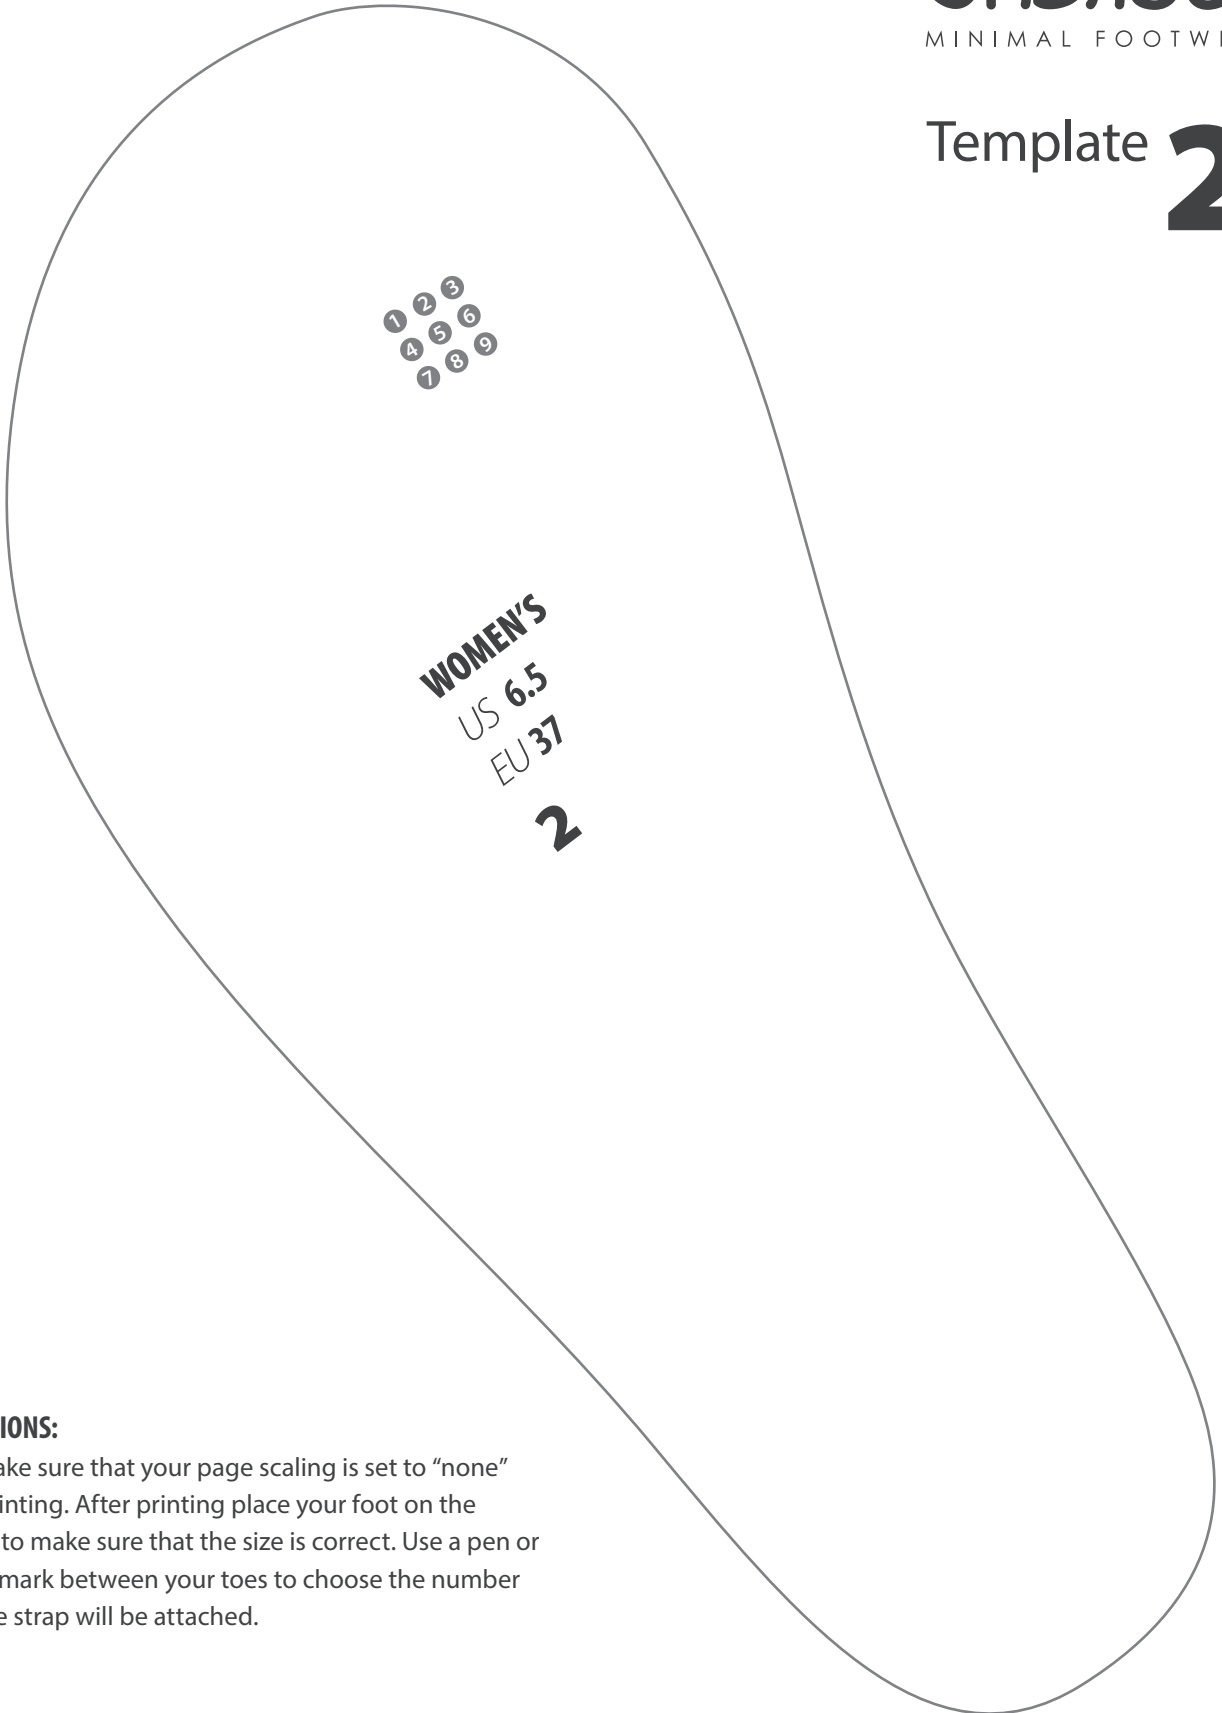 MINIMAL FOOTWE
Template 2
1 2 3
4 5 6
7 8 9
WOMEN'S
US 6.5
EU 37
2
IONS:
ake sure that your page scaling is set to “none”
inting. After printing place your foot on the
to make sure that the size is correct. Use a pen or
mark between your toes to choose the number
e strap will be attached.